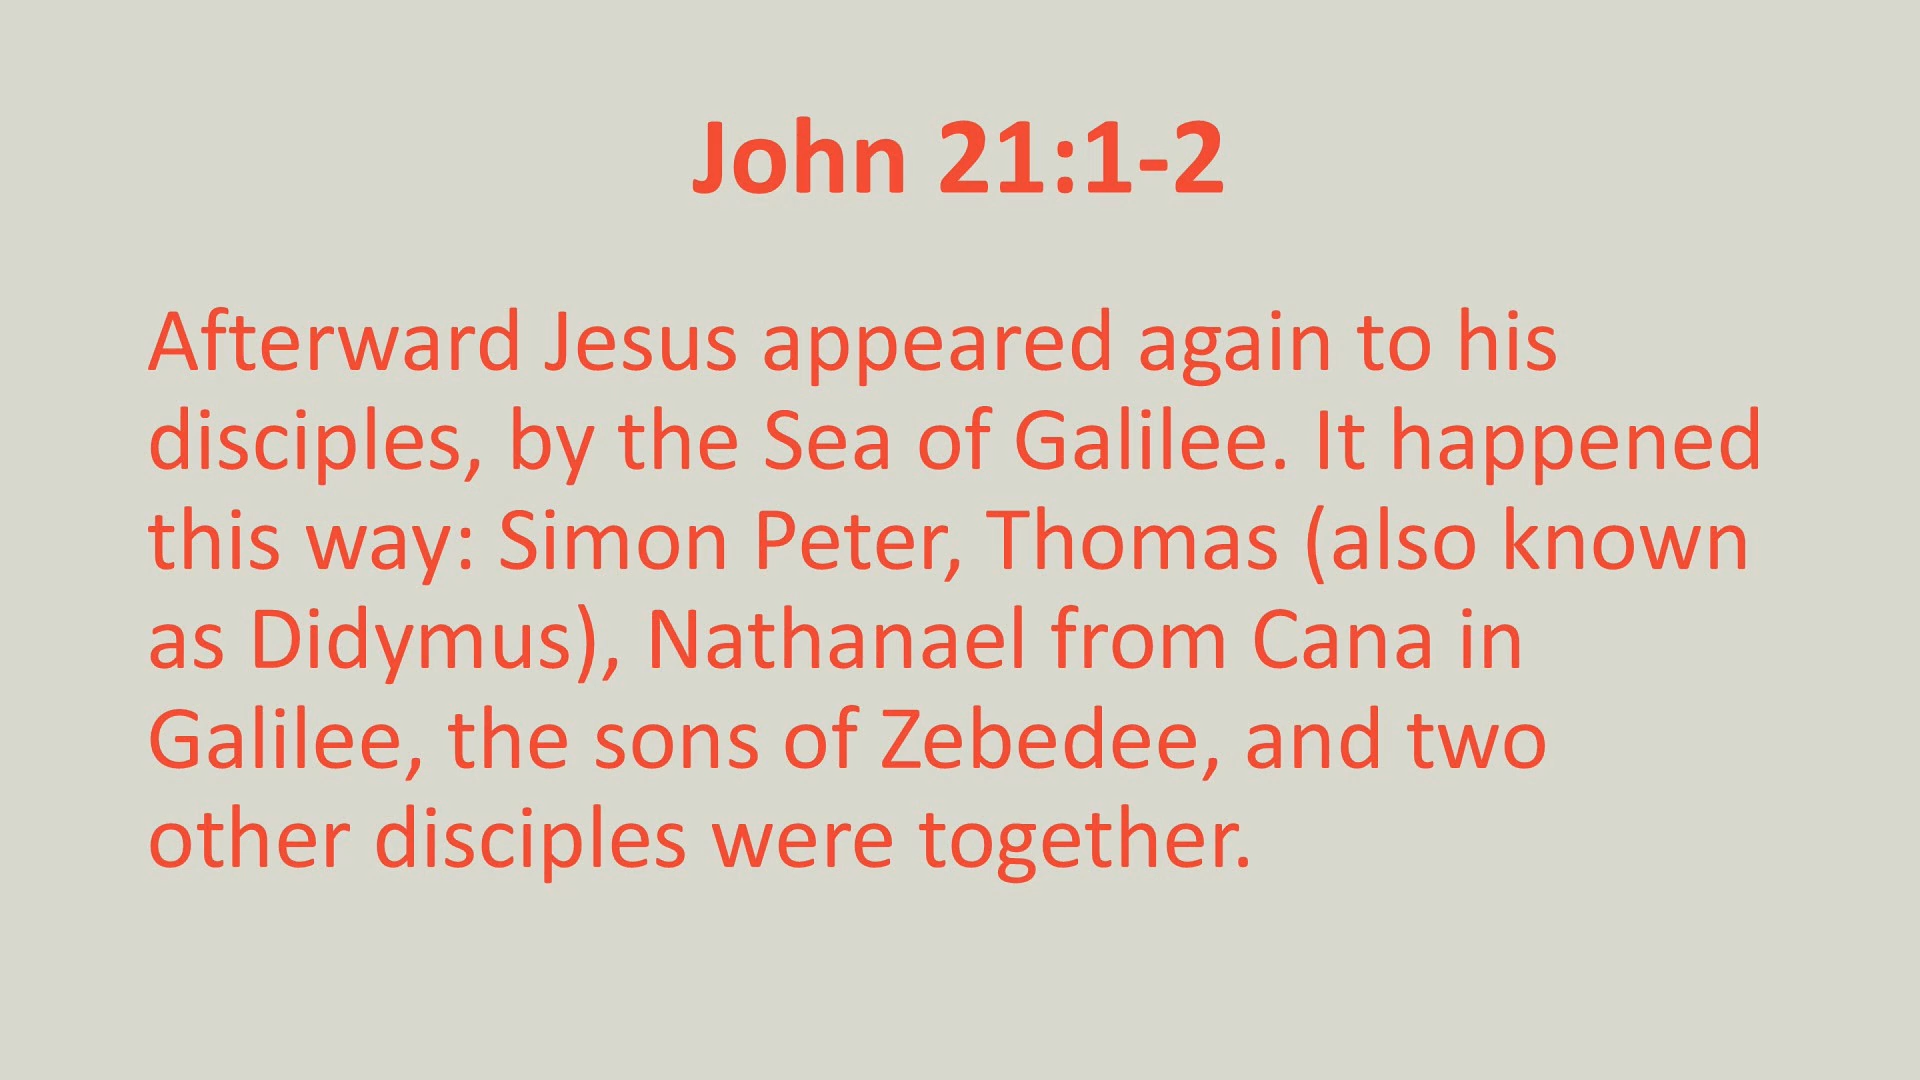 John 21:1-2
Afterward Jesus appeared again to his
disciples, by the Sea of Galilee. It happened
this way: Simon Peter, Thomas (also known
as Didymus), Nathanael from Cana in
Galilee, the sons of Zebedee, and two
other disciples were together.